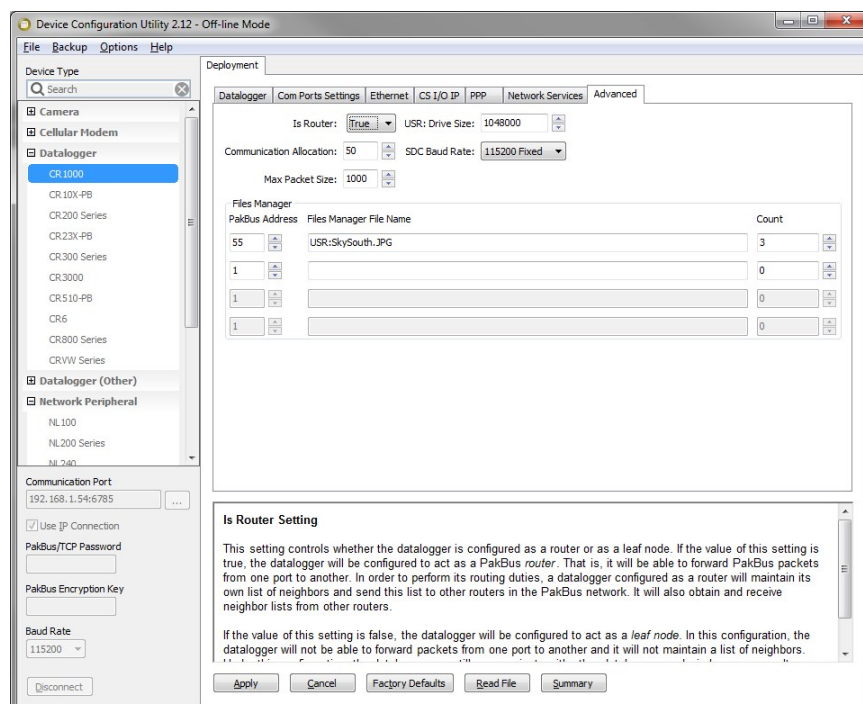 Device Configuration Utility 2.12 - Off-line Mode
File Backup Options Help
Device Type
Search
Camera
Cellular Modem
Datalogger
CR1000
CR10X-PB
CR200 Series
CR23X-PB
CR300 Series
CR3000
CR510-PB
CR6
CR800 Series
CRVW Series
Datalogger (Other)
Network Peripheral
NL100
NL200 Series
NL240
Communication Port
192.168.1.54:6785
...
Use IP Connection
PakBus/TCP Password
PakBus Encryption Key
Baud Rate
115200
Disconnect
Deployment
Datalogger Com Ports Settings Ethernet CS I/O IP PPP Network Services Advanced
Is Router: True USR: Drive Size: 1048000
Communication Allocation: 50 SDC Baud Rate: 115200 Fixed
Max Packet Size: 1000
Files Manager
PakBus Address Files Manager File Name Count
55 USR:SkySouth.JPG 3
1 0
1 0
1 0
Is Router Setting
This setting controls whether the datalogger is configured as a router or as a leaf node. If the value of this setting is
true, the datalogger will be configured to act as a PakBus router. That is, it will be able to forward PakBus packets
from one port to another. In order to perform its routing duties, a datalogger configured as a router will maintain its
own list of neighbors and send this list to other routers in the PakBus network. It will also obtain and receive
neighbor lists from other routers.
If the value of this setting is false, the datalogger will be configured to act as a leaf node. In this configuration, the
datalogger will not be able to forward packets from one port to another and it will not maintain a list of neighbors.
Apply Cancel Factory Defaults Read File Summary